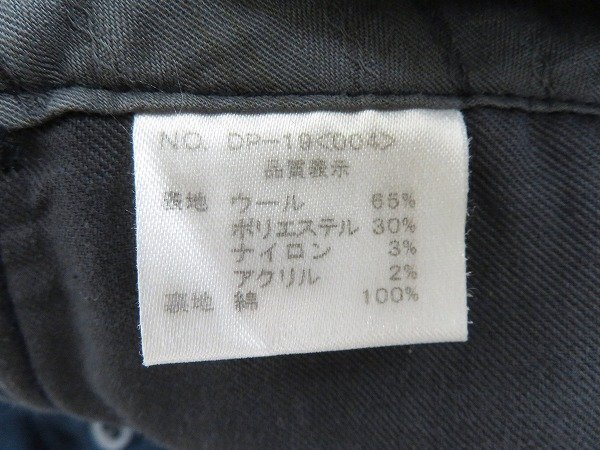 NO. DP-19<004>
品質表示
表地 ウール 65%
ポリエステル 30%
ナイロン 3%
アクリル 2%
裏地 綿 100%